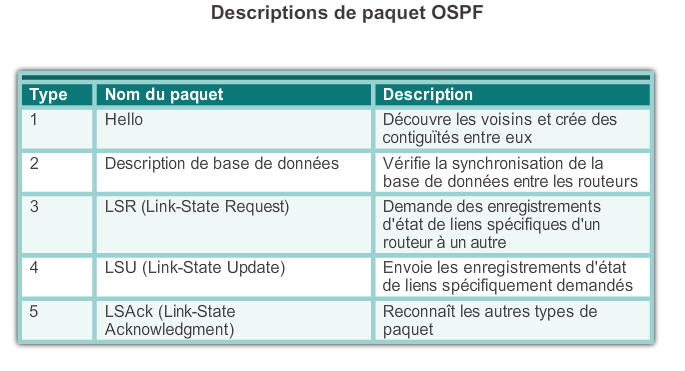 Descriptions de paquet OSPF
Type Nom du paquet Description
1 Hello Découvre les voisins et crée des
contiguïtés entre eux
2 Description de base de données Vérifie la synchronisation de la
base de données entre les routeurs
3 LSR (Link-State Request) Demande des enregistrements
d'état de liens spécifiques d'un
routeur à un autre
4 LSU (Link-State Update) Envoie les enregistrements d'état
de liens spécifiquement demandés
5 LSAck (Link-State Reconnaît les autres types de
Acknowledgment) paquet